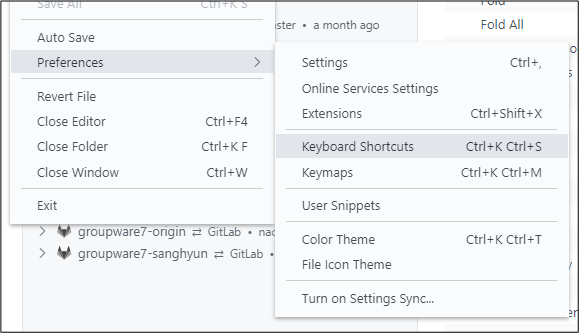 Save All Ctrl+K S
Auto Save
Preferences
Revert File
Close Editor Ctrl+F4
Close Folder Ctrl+K F
Close Window Ctrl+W
Exit
• a month ago
Fold
Fold All
Settings Ctrl+,
Online Services Settings
Extensions Ctrl+Shift+X
Keyboard Shortcuts Ctrl+K Ctrl+S
Keymaps Ctrl+K Ctrl+M
User Snippets
Color Theme Ctrl+K Ctrl+T
File Icon Theme
Turn on Settings Sync...
groupware7-origin ⇄ GitLab •
groupware7-sanghyun ⇄ GitLab •